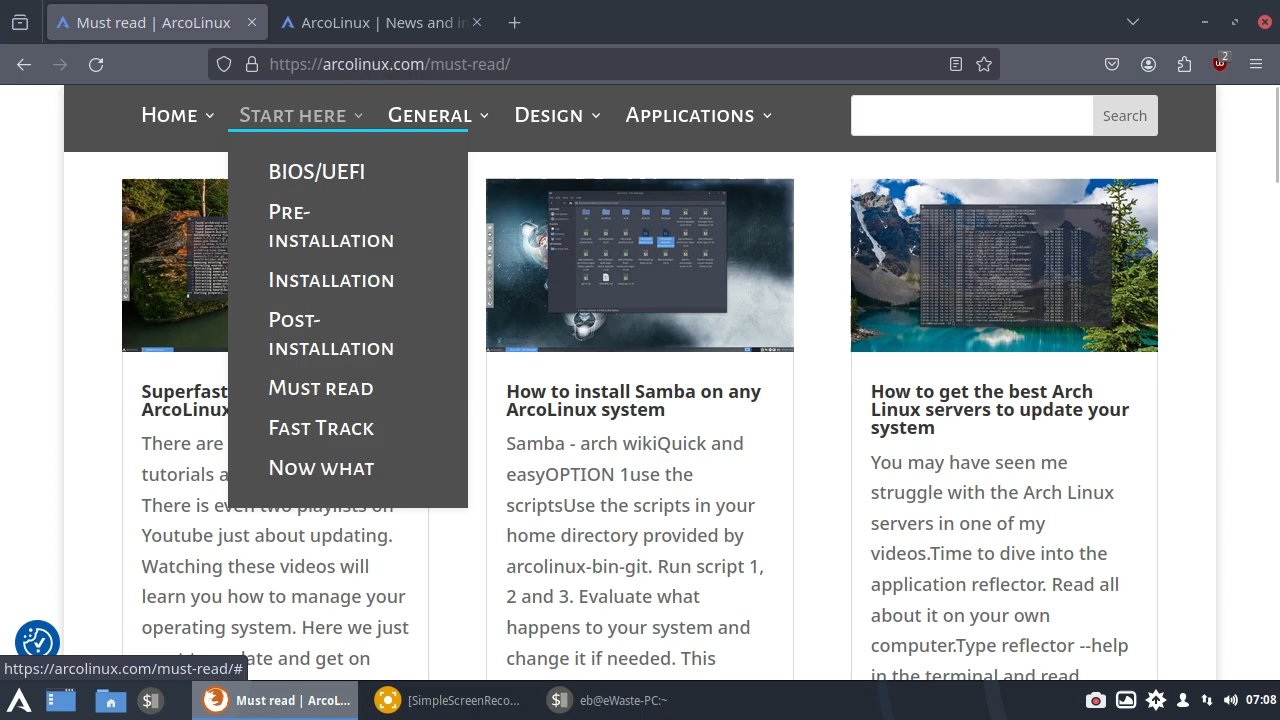 Must read | ArcoLinux
ArcoLinux | News and in
https://arcolinux.com/must-read/
2
Home
Start here
General
Design
Applications
Search
BIOS/UEFI
Pre-
installation
Installation
Post-
installation
Must read
Fast Track
Now what
Superfast
ArcoLinux
There are
tutorials a
There is even two playlists on
Youtube just about updating.
Watching these videos will
learn you how to manage your
operating system. Here we just
date and get on
How to install Samba on any
ArcoLinux system
Samba - arch wikiQuick and
easyOPTION 1use the
scriptsUse the scripts in your
home directory provided by
arcolinux-bin-git. Run script 1,
2 and 3. Evaluate what
happens to your system and
change it if needed. This
How to get the best Arch
Linux servers to update your
system
You may have seen me
struggle with the Arch Linux
servers in one of my
videos.Time to dive into the
application reflector. Read all
about it on your own
computer.Type reflector --help
in the terminal and read
https://arcolinux.com/must-read/#
Must read | ArcoL...
[SimpleScreenReco...
eb@eWaste-PC:~
07:08